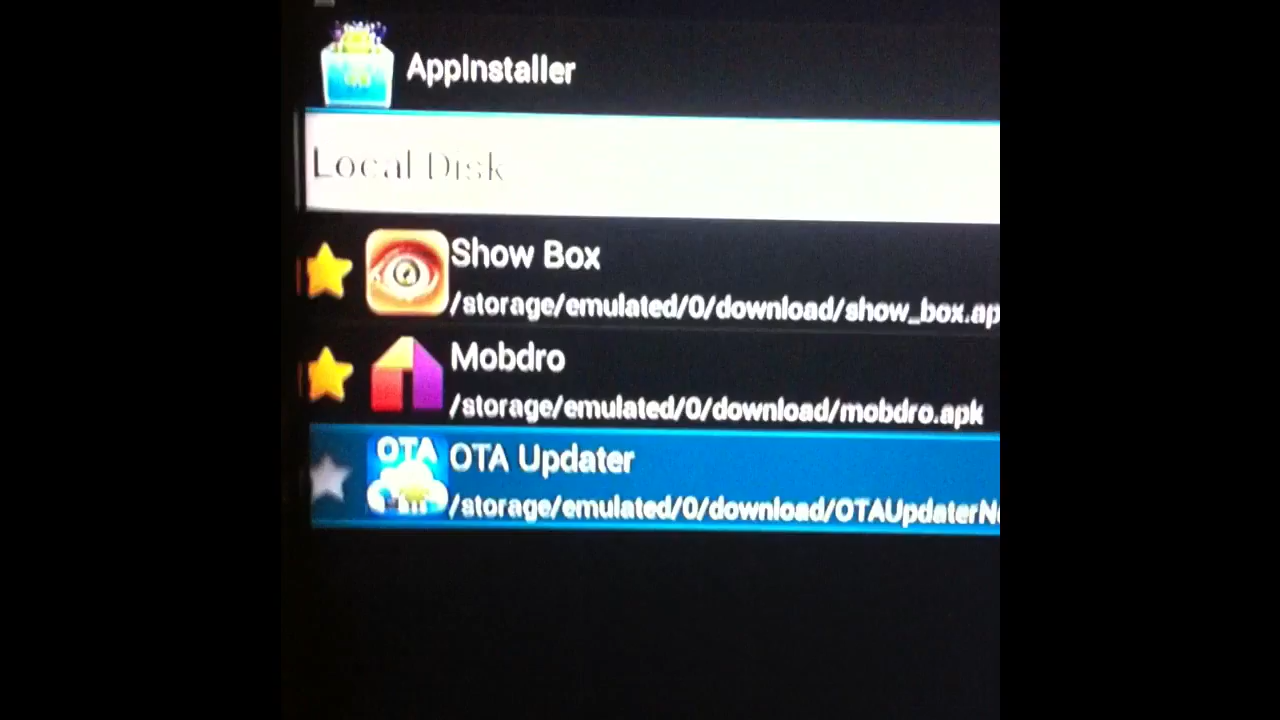 AppInstaller
Local Disk
Show Box
/storage/emulated/0/download/show_box.ap
Mobdro
/storage/emulated/0/download/mobdro.apk
OTA
OTA Updater
/storage/emulated/0/download/OTAUpdaterN